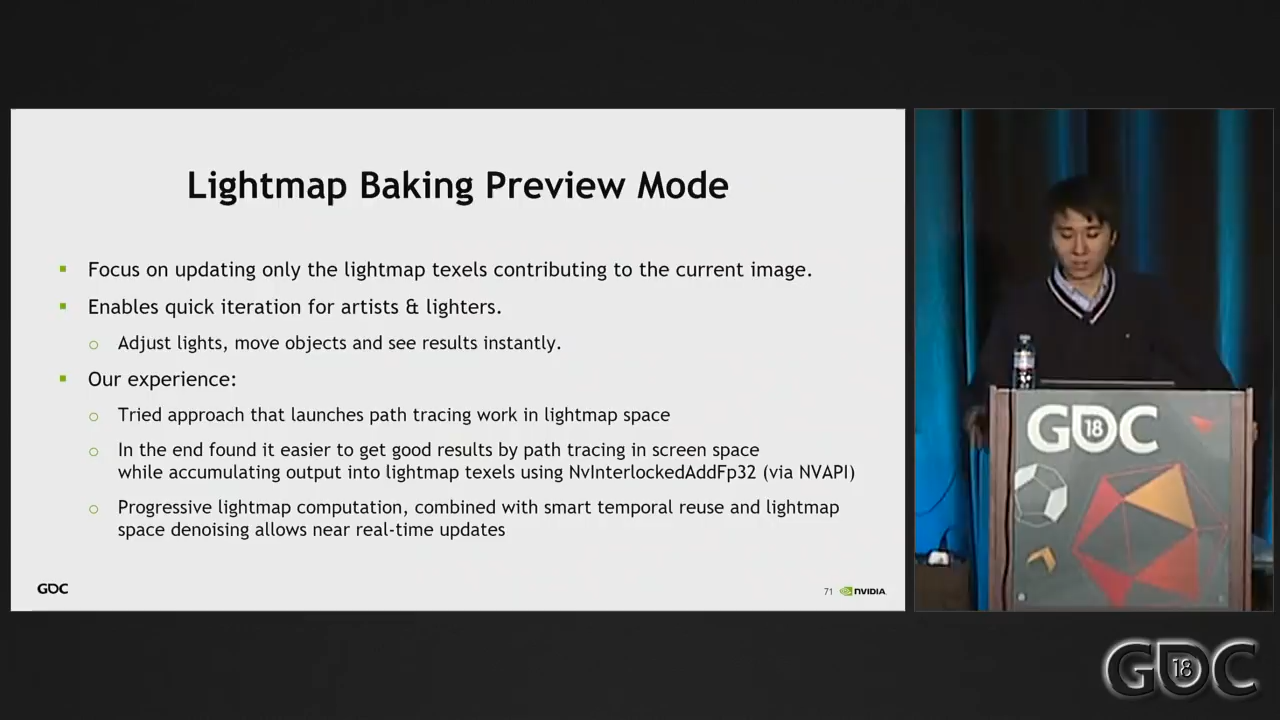 Lightmap Baking Preview Mode
Focus on updating only the lightmap texels contributing to the current image.
Enables quick iteration for artists & lighters.
Adjust lights, move objects and see results instantly.
Our experience:
Tried approach that launches path tracing work in lightmap space
In the end found it easier to get good results by path tracing in screen space
while accumulating output into lightmap texels using NvInterlockedAddFp32 (via NVAPI)
Progressive lightmap computation, combined with smart temporal reuse and lightmap
space denoising allows near real-time updates
GDC
71 NVIDIA
GDC 18
GDC 18